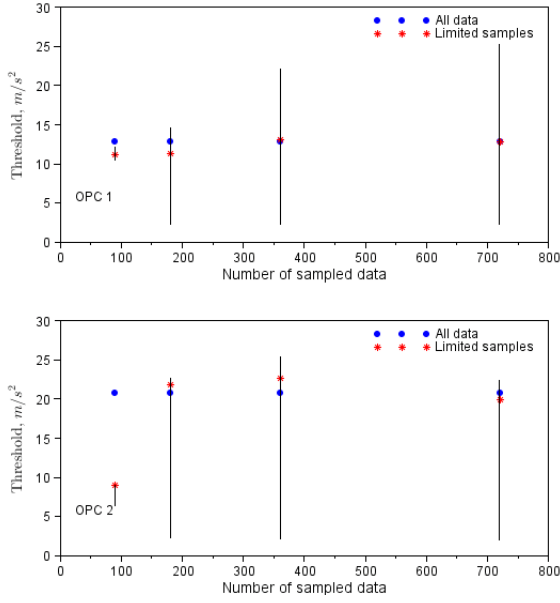 30
25
20
15
10
5
0
Threshold, m/s²
All data
Limited samples
OPC 1
0 100 200 300 400 500 600 700 800
Number of sampled data
30
25
20
15
10
5
0
Threshold, m/s²
All data
Limited samples
OPC 2
0 100 200 300 400 500 600 700 800
Number of sampled data